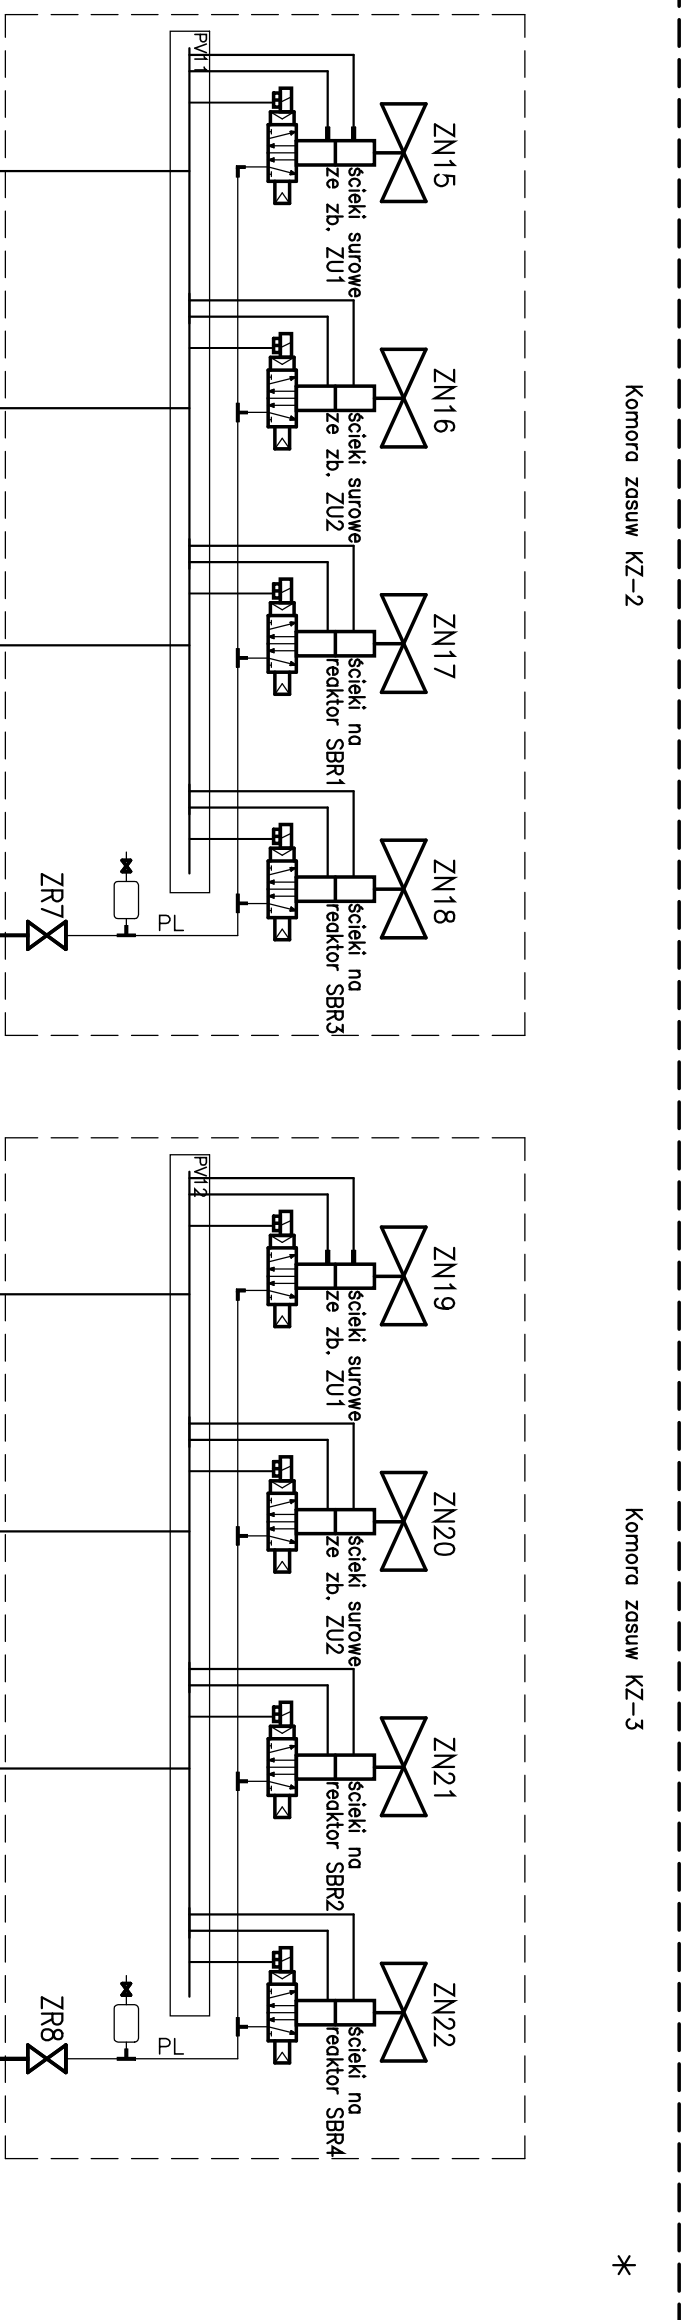 Komora zasuw KZ-2
ZN15
ścieki surowe
ze zb. ZU1
ZN16
ścieki surowe
ze zb. ZU2
ZN17
ścieki na
reaktor SBR1
ZN18
ścieki na
reaktor SBR3
PV11
PL
ZR7
Komora zasuw KZ-3
ZN19
ścieki surowe
ze zb. ZU1
ZN20
ścieki surowe
ze zb. ZU2
ZN21
ścieki na
reaktor SBR2
ZN22
ścieki na
reaktor SBR4
PV12
PL
ZR8
*